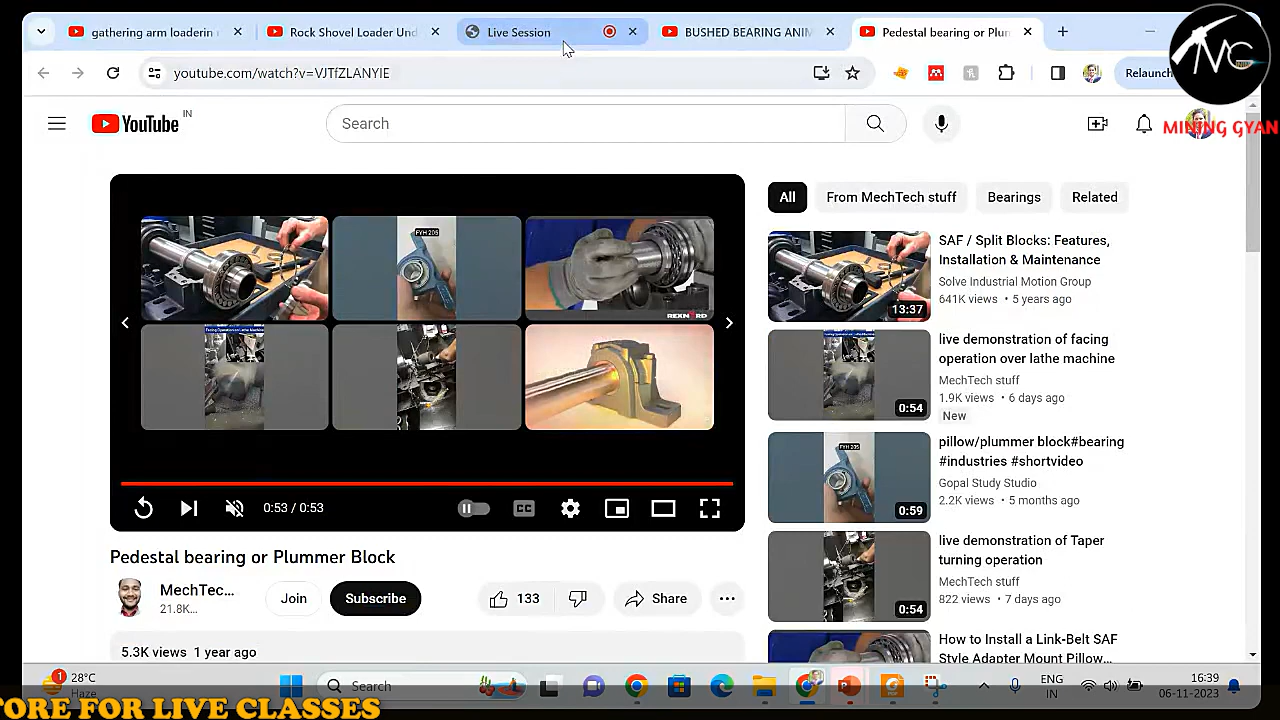 gathering arm loaderin
Rock Shovel Loader Und
Live Session
BUSHED BEARING ANIM
Pedestal bearing or Plum
youtube.com/watch?v=VJTfZLANYIE
Relaunch
MC
MINING GYAN
YouTube IN
Search
All
From MechTech stuff
Bearings
Related
FYH 205
REXNORD
0:53 / 0:53
CC
SAF / Split Blocks: Features,
Installation & Maintenance
Solve Industrial Motion Group
641K views • 5 years ago
13:37
live demonstration of facing
operation over lathe machine
MechTech stuff
1.9K views • 6 days ago
New
0:54
pillow/plummer block#bearing
#industries #shortvideo
Gopal Study Studio
2.2K views • 5 months ago
0:59
live demonstration of Taper
turning operation
MechTech stuff
822 views • 7 days ago
0:54
How to Install a Link-Belt SAF
Style Adapter Mount Pillow...
Pedestal bearing or Plummer Block
MechTec...
21.8K...
Join
Subscribe
133
Share
5.3K views 1 year ago
1
28°C
Haze
Search
ENG
IN
16:39
06-11-2023
TORE FOR LIVE CLASSES